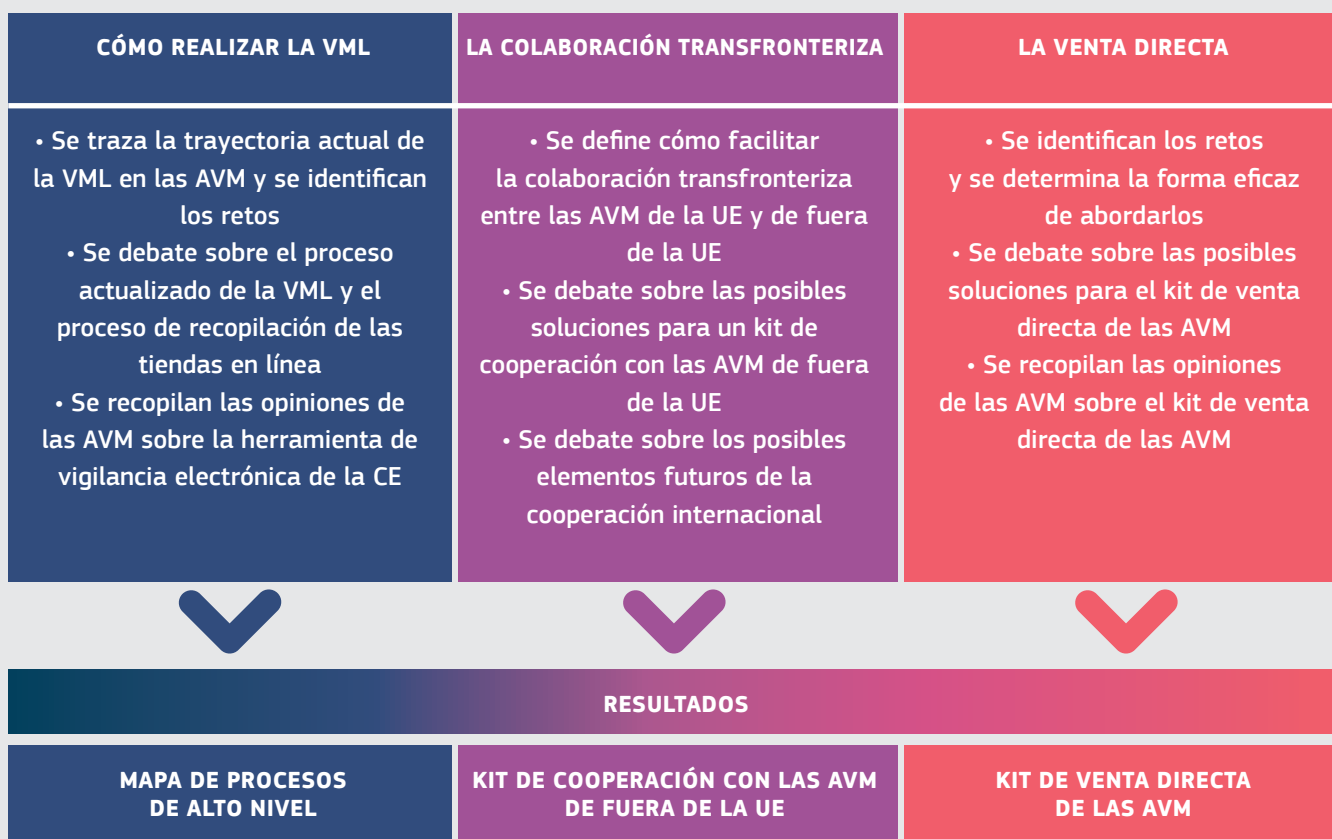 CÓMO REALIZAR LA VML
• Se traza la trayectoria actual de
la VML en las AVM y se identifican
los retos
• Se debate sobre el proceso
actualizado de la VML y el
proceso de recopilación de las
tiendas en línea
• Se recopilan las opiniones de
las AVM sobre la herramienta de
vigilancia electrónica de la CE
LA COLABORACIÓN TRANSFRONTERIZA
• Se define cómo facilitar
la colaboración transfronteriza
entre las AVM de la UE y de fuera
de la UE
• Se debate sobre las posibles
soluciones para un kit de
cooperación con las AVM de fuera
de la UE
• Se debate sobre los posibles
elementos futuros de la
cooperación internacional
LA VENTA DIRECTA
• Se identifican los retos
y se determina la forma eficaz
de abordarlos
• Se debate sobre las posibles
soluciones para el kit de venta
directa de las AVM
• Se recopilan las opiniones
de las AVM sobre el kit de venta
directa de las AVM
RESULTADOS
MAPA DE PROCESOS
DE ALTO NIVEL
KIT DE COOPERACIÓN CON LAS AVM
DE FUERA DE LA UE
KIT DE VENTA DIRECTA
DE LAS AVM